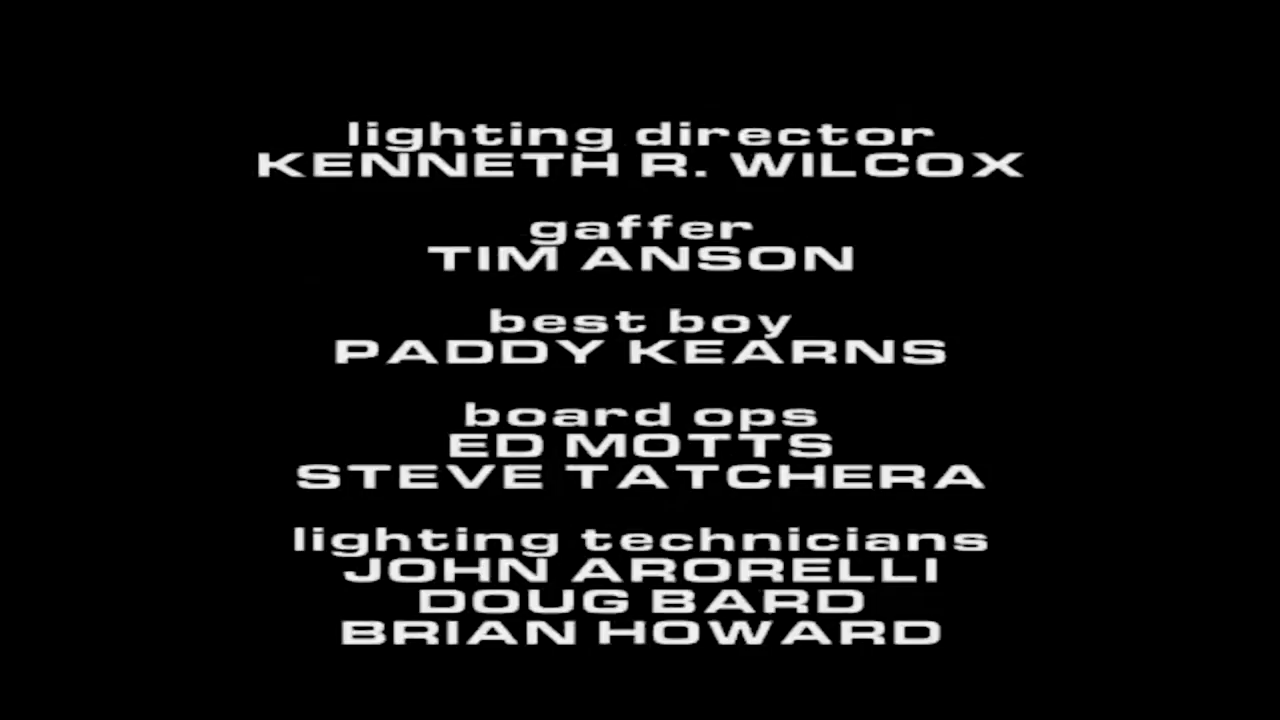 lighting director
KENNETH R. WILCOX
gaffer
TIM ANSON
best boy
PADDY KEARNS
board ops
ED MOTTS
STEVE TATCHERA
lighting technicians
JOHN ARORELLI
DOUG BARD
BRIAN HOWARD